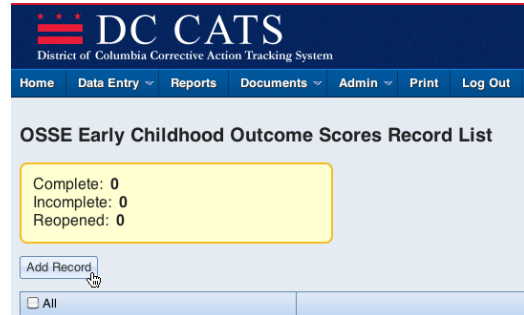 DC CATS
District of Columbia Corrective Action Tracking System
Home Data Entry Reports Documents Admin Print Log Out
OSSE Early Childhood Outcome Scores Record List
Complete: 0
Incomplete: 0
Reopened: 0
Add Record
All